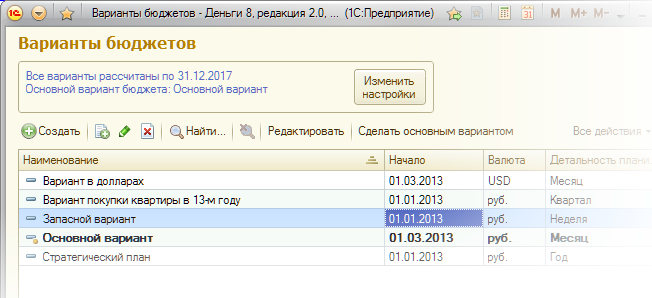 Варианты бюджетов - Деньги 8, редакция 2.0, ... (1С:Предприятие) M M+ M-
Варианты бюджетов
Все варианты рассчитаны по 31.12.2017
Основной вариант бюджета: Основной вариант
Изменить
настройки
Создать Найти... Редактировать Сделать основным вариантом Все действия
Наименование Начало Валюта Детальность плани
Вариант в долларах 01.03.2013 USD Месяц
Вариант покупки квартиры в 13-м году 01.01.2013 руб. Квартал
Запасной вариант 01.01.2013 руб. Неделя
Основной вариант 01.03.2013 руб. Месяц
Стратегический план 01.01.2013 руб. Год